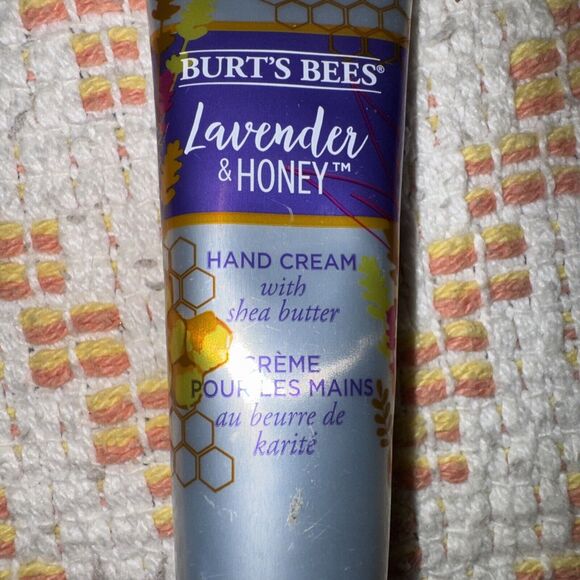 BURT'S BEES®
Lavender
& HONEY™
HAND CREAM
with
shea butter
CRÈME
POUR LES MAINS
au beurre de
karité